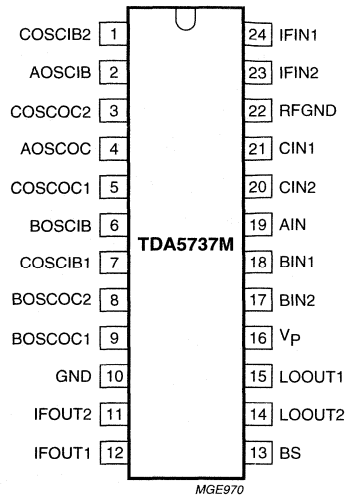 COSCIB2 1 24 IFIN1
AOSCIB 2 23 IFIN2
COSCOC2 3 22 RFGND
AOSCOC 4 21 CIN1
COSCOC1 5 20 CIN2
BOSCIB 6 19 AIN
TDA5737M
COSCIB1 7 18 BIN1
BOSCOC2 8 17 BIN2
BOSCOC1 9 16 VP
GND 10 15 LOOUT1
IFOUT2 11 14 LOOUT2
IFOUT1 12 13 BS
MGE970